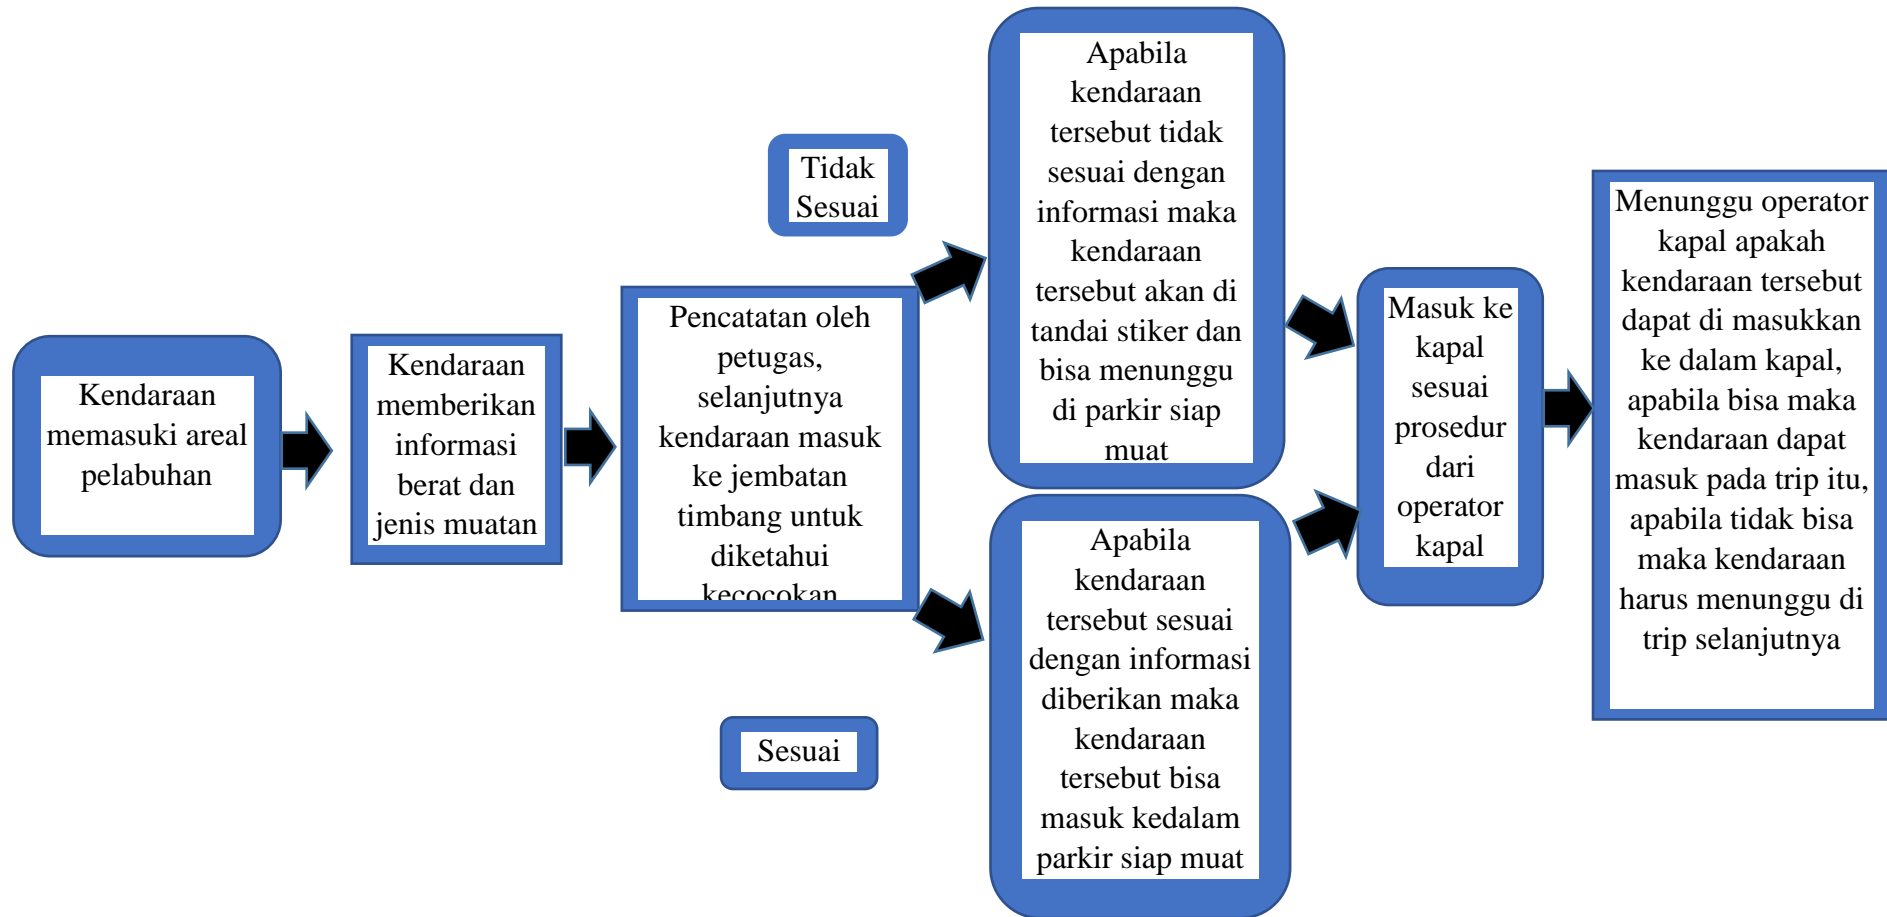 Kendaraan
memasuki areal
pelabuhan
Kendaraan
memberikan
informasi
berat dan
jenis muatan
Pencatatan oleh
petugas,
selanjutnya
kendaraan masuk
ke jembatan
timbang untuk
diketahui
kecocokan
Tidak
Sesuai
Apabila
kendaraan
tersebut tidak
sesuai dengan
informasi maka
kendaraan
tersebut akan di
tandai stiker dan
bisa menunggu
di parkir siap
muat
Sesuai
Apabila
kendaraan
tersebut sesuai
dengan informasi
diberikan maka
kendaraan
tersebut bisa
masuk kedalam
parkir siap muat
Masuk ke
kapal
sesuai
prosedur
dari
operator
kapal
Menunggu operator
kapal apakah
kendaraan tersebut
dapat di masukkan
ke dalam kapal,
apabila bisa maka
kendaraan dapat
masuk pada trip itu,
apabila tidak bisa
maka kendaraan
harus menunggu di
trip selanjutnya